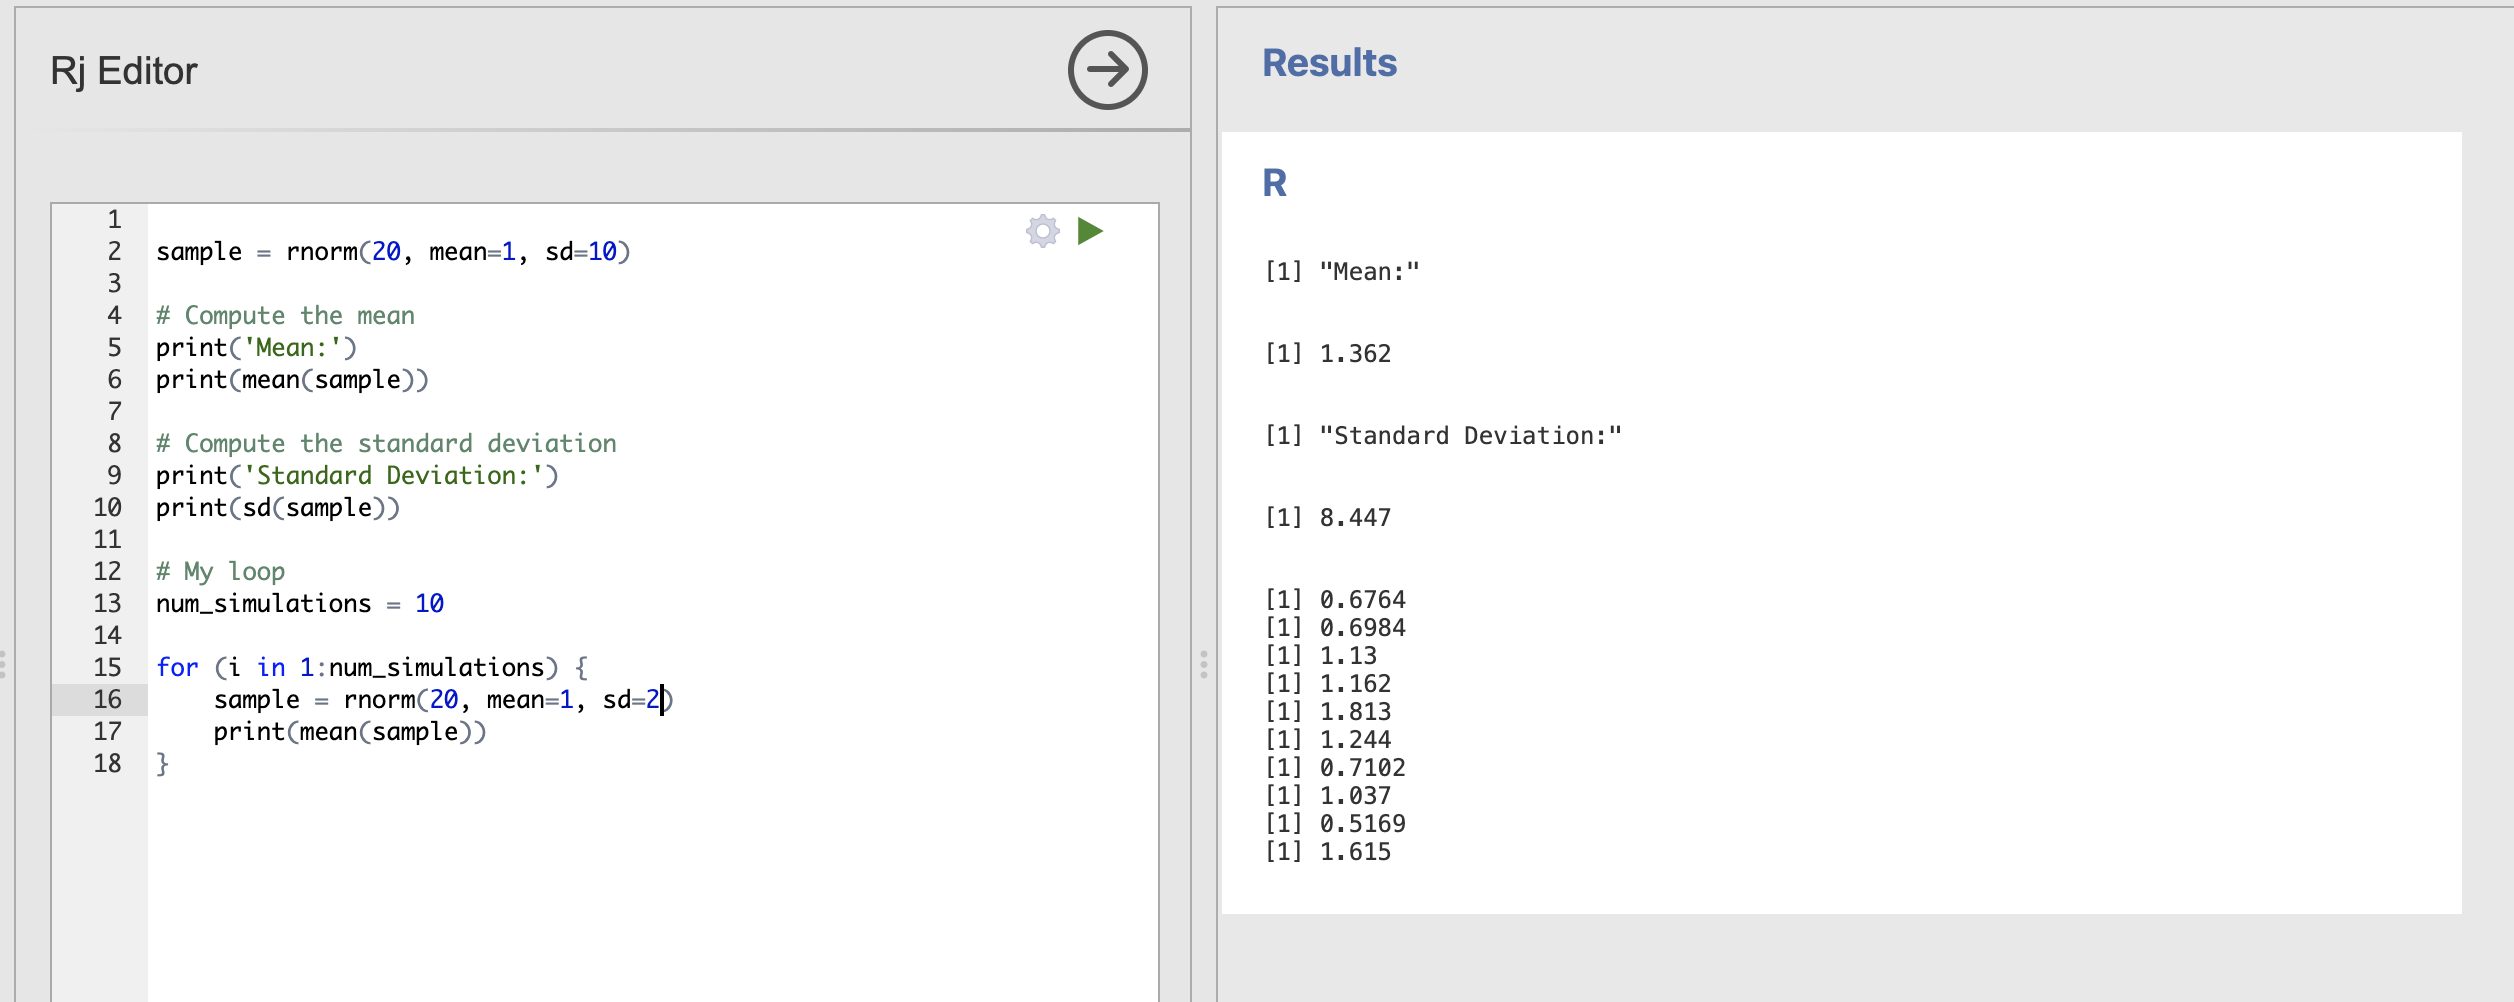 Rj Editor
1
2 sample = rnorm(20, mean=1, sd=10)
3
4 # Compute the mean
5 print('Mean:')
6 print(mean(sample))
7
8 # Compute the standard deviation
9 print('Standard Deviation:')
10 print(sd(sample))
11
12 # My loop
13 num_simulations = 10
14
15 for (i in 1:num_simulations) {
16     sample = rnorm(20, mean=1, sd=2)
17     print(mean(sample))
18 }
Results
R
[1] "Mean:"
[1] 1.362
[1] "Standard Deviation:"
[1] 8.447
[1] 0.6764
[1] 0.6984
[1] 1.13
[1] 1.162
[1] 1.813
[1] 1.244
[1] 0.7102
[1] 1.037
[1] 0.5169
[1] 1.615